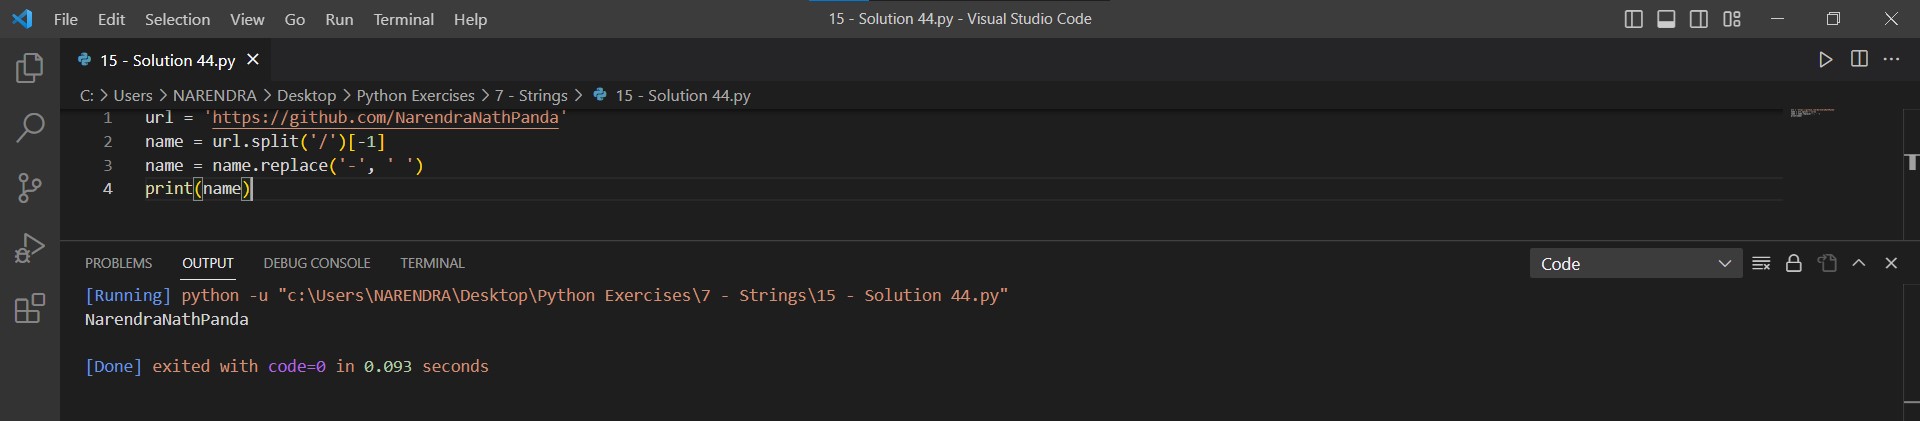 File Edit Selection View Go Run Terminal Help 15 - Solution 44.py - Visual Studio Code
15 - Solution 44.py
C: > Users > NARENDRA > Desktop > Python Exercises > 7 - Strings > 15 - Solution 44.py
1 url = 'https://github.com/NarendraNathPanda'
2 name = url.split('/')[-1]
3 name = name.replace('-', ' ')
4 print(name)
PROBLEMS OUTPUT DEBUG CONSOLE TERMINAL Code
[Running] python -u "c:\Users\NARENDRA\Desktop\Python Exercises\7 - Strings\15 - Solution 44.py"
NarendraNathPanda
[Done] exited with code=0 in 0.093 seconds